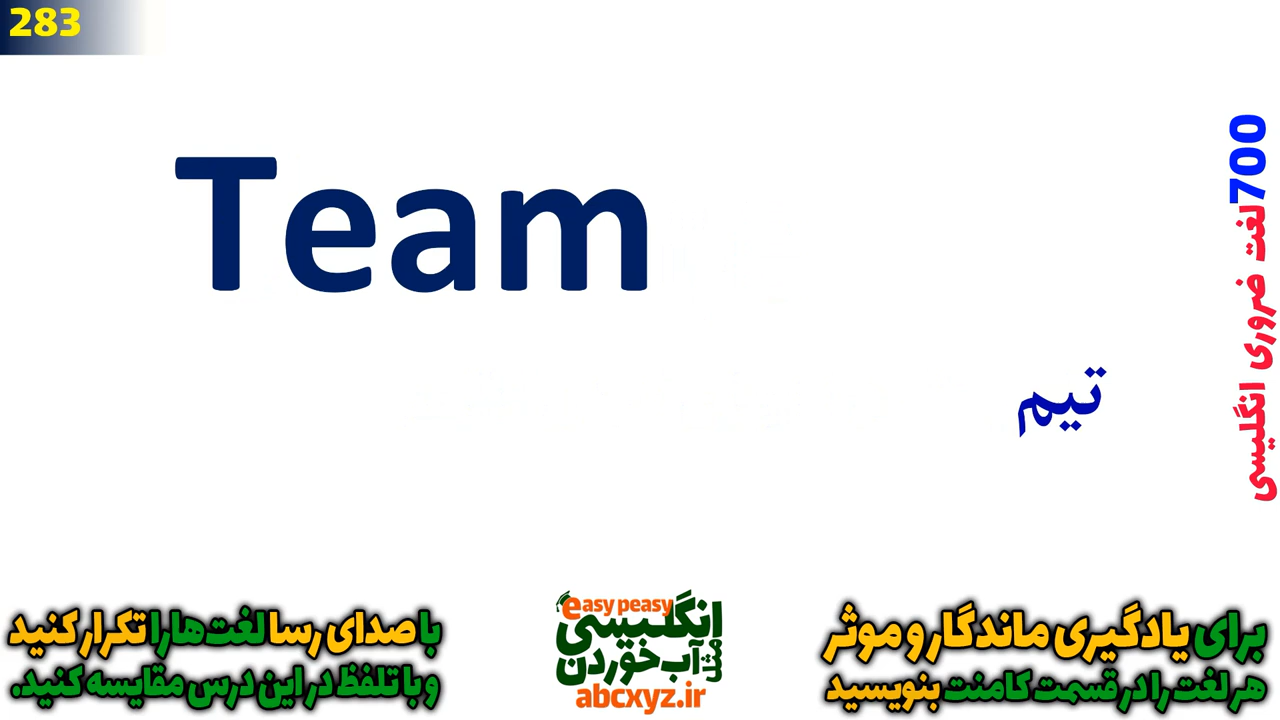 283
Team
تیم
700 لغت ضروری انگلیسی
برای یادگیری ماندگار و موثر
هر لغت را در قسمت کامنت بنویسید
easy peasy
انگلیسی
مثل آب خوردن
abcxyz.ir
با صدای رسا لغت‌ها را تکرار کنید
و با تلفظ در این درس مقایسه کنید.